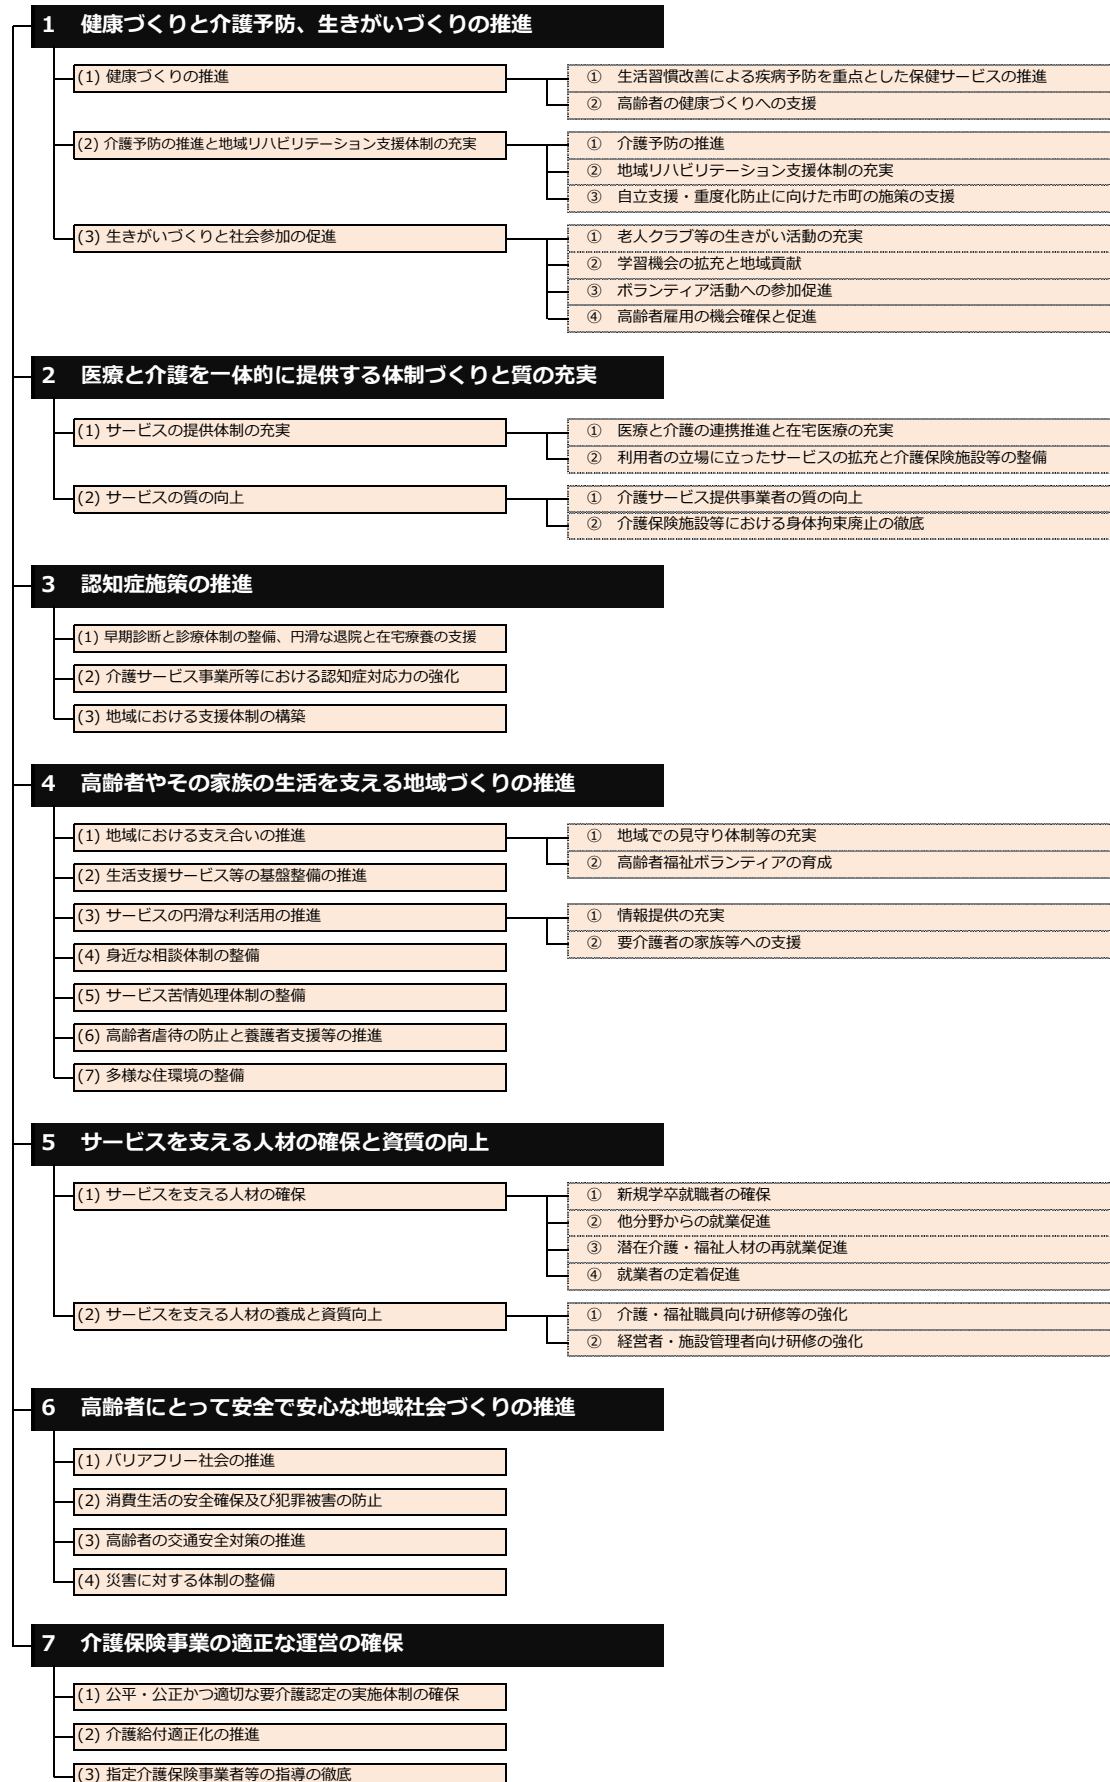 1　健康づくりと介護予防、生きがいづくりの推進
(1) 健康づくりの推進
①　生活習慣改善による疾病予防を重点とした保健サービスの推進
②　高齢者の健康づくりへの支援
(2) 介護予防の推進と地域リハビリテーション支援体制の充実
①　介護予防の推進
②　地域リハビリテーション支援体制の充実
③　自立支援・重度化防止に向けた市町の施策の支援
(3) 生きがいづくりと社会参加の促進
①　老人クラブ等の生きがい活動の充実
②　学習機会の拡充と地域貢献
③　ボランティア活動への参加促進
④　高齢者雇用の機会確保と促進
2　医療と介護を一体的に提供する体制づくりと質の充実
(1) サービスの提供体制の充実
①　医療と介護の連携推進と在宅医療の充実
②　利用者の立場に立ったサービスの拡充と介護保険施設等の整備
(2) サービスの質の向上
①　介護サービス提供事業者の質の向上
②　介護保険施設等における身体拘束廃止の徹底
3　認知症施策の推進
(1) 早期診断と診療体制の整備、円滑な退院と在宅療養の支援
(2) 介護サービス事業所等における認知症対応力の強化
(3) 地域における支援体制の構築
4　高齢者やその家族の生活を支える地域づくりの推進
(1) 地域における支え合いの推進
①　地域での見守り体制等の充実
②　高齢者福祉ボランティアの育成
(2) 生活支援サービス等の基盤整備の推進
(3) サービスの円滑な利活用の推進
①　情報提供の充実
②　要介護者の家族等への支援
(4) 身近な相談体制の整備
(5) サービス苦情処理体制の整備
(6) 高齢者虐待の防止と養護者支援等の推進
(7) 多様な住環境の整備
5　サービスを支える人材の確保と資質の向上
(1) サービスを支える人材の確保
①　新規学卒就職者の確保
②　他分野からの就業促進
③　潜在介護・福祉人材の再就業促進
④　就業者の定着促進
(2) サービスを支える人材の養成と資質向上
①　介護・福祉職員向け研修等の強化
②　経営者・施設管理者向け研修の強化
6　高齢者にとって安全で安心な地域社会づくりの推進
(1) バリアフリー社会の推進
(2) 消費生活の安全確保及び犯罪被害の防止
(3) 高齢者の交通安全対策の推進
(4) 災害に対する体制の整備
7　介護保険事業の適正な運営の確保
(1) 公平・公正かつ適切な要介護認定の実施体制の確保
(2) 介護給付適正化の推進
(3) 指定介護保険事業者等の指導の徹底